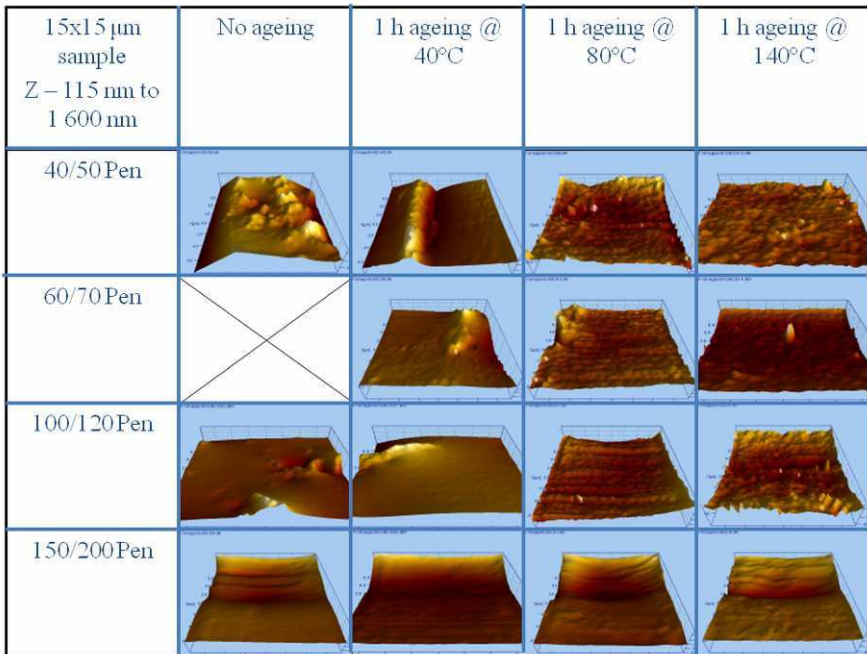 15x15 μm
sample
Z – 115 nm to
1 600 nm
No ageing
1 h ageing @
40°C
1 h ageing @
80°C
1 h ageing @
140°C
40/50 Pen
60/70 Pen
100/120 Pen
150/200 Pen